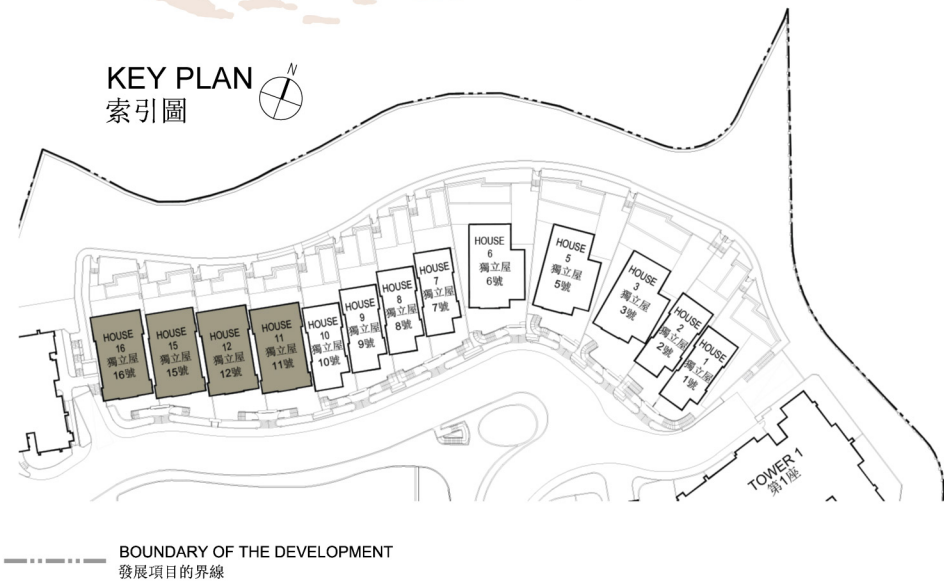 KEY PLAN
索引圖
N
HOUSE
16
獨立屋
16號
HOUSE
15
獨立屋
15號
HOUSE
12
獨立屋
12號
HOUSE
11
獨立屋
11號
HOUSE
10
獨立屋
10號
HOUSE
9
獨立屋
9號
HOUSE
8
獨立屋
8號
HOUSE
7
獨立屋
7號
HOUSE
6
獨立屋
6號
HOUSE
5
獨立屋
5號
HOUSE
3
獨立屋
3號
HOUSE
2
獨立屋
2號
HOUSE
1
獨立屋
1號
TOWER 1
第1座
BOUNDARY OF THE DEVELOPMENT
發展項目的界線